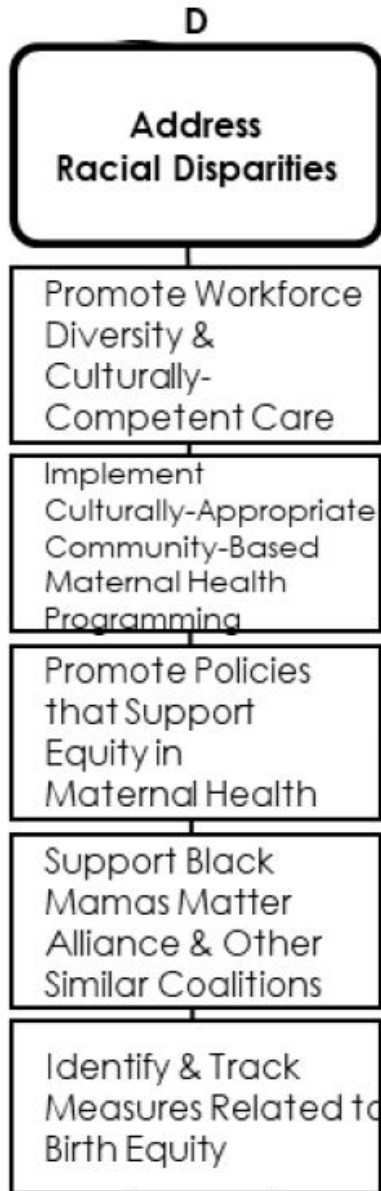 D
Address
Racial Disparities
Promote Workforce
Diversity &
Culturally-
Competent Care
Implement
Culturally-Appropriate
Community-Based
Maternal Health
Programming
Promote Policies
that Support
Equity in
Maternal Health
Support Black
Mamas Matter
Alliance & Other
Similar Coalitions
Identify & Track
Measures Related to
Birth Equity